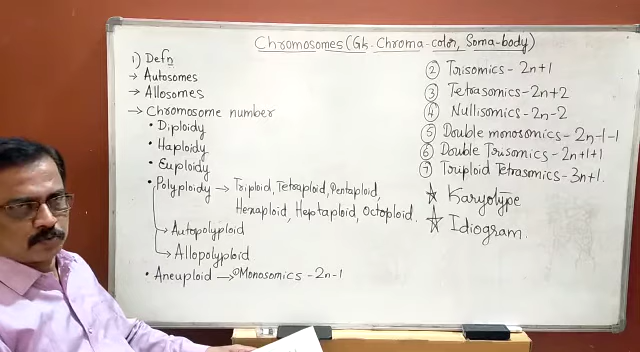 Chromosomes (Gk. Chroma-color, Soma-body)
1) Defn
→ Autosomes
→ Allosomes
→ Chromosome number
• Diploidy
• Haploidy
• Euploidy
• Polyploidy → Triploid, Tetraploid, Pentaploid,
Hexaploid, Heptaploid, Octoploid.
→ Autopolyploid
→ Allopolyploid
• Aneuploid → ① Monosomics - 2n-1
② Trisomics - 2n+1
③ Tetrasomics - 2n+2
④ Nullisomics - 2n-2
⑤ Double monosomics - 2n-1-1
⑥ Double Trisomics - 2n+1+1
⑦ Triploid Tetrasomics - 3n+1.
☆ Karyotype
☆ Idiogram.